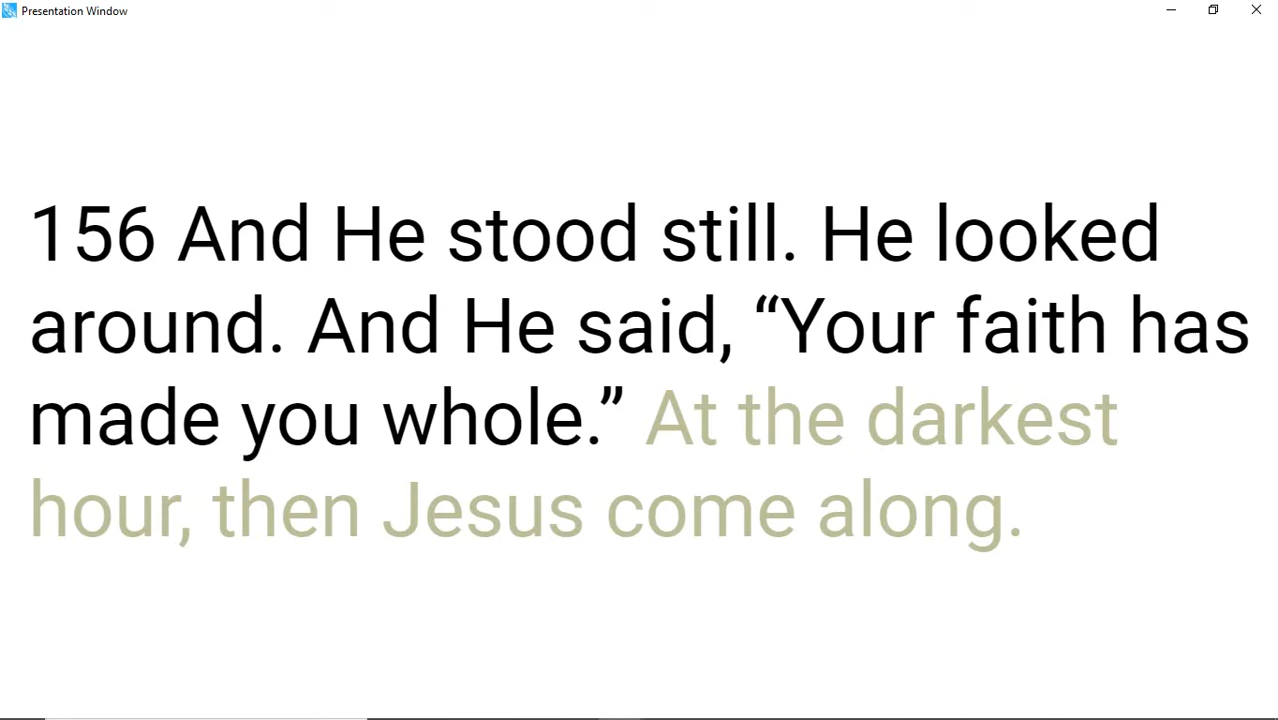 Presentation Window
156 And He stood still. He looked
around. And He said, “Your faith has
made you whole.” At the darkest
hour, then Jesus come along.